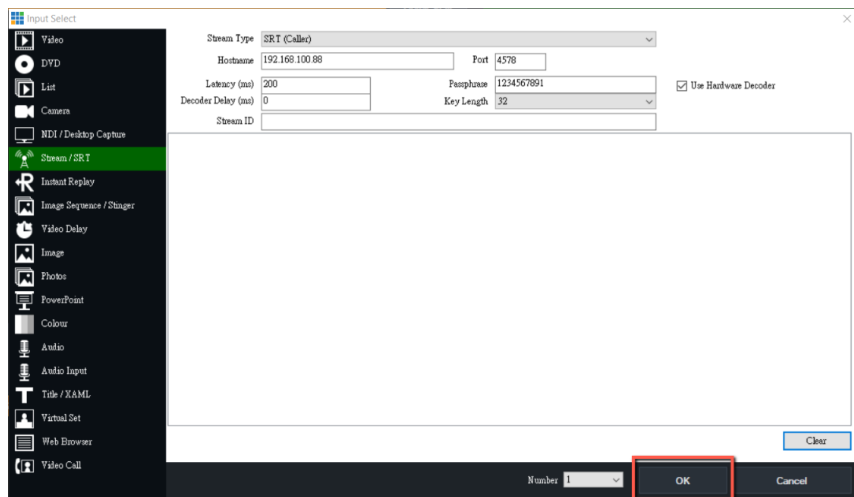 Input Select
Video
DVD
List
Camera
NDI / Desktop Capture
Stream / SRT
Instant Replay
Image Sequence / Stinger
Video Delay
Image
Photos
PowerPoint
Colour
Audio
Audio Input
Title / XAML
Virtual Set
Web Browser
Video Call
Stream Type SRT (Caller)
Hostname 192.168.100.88 Port 4578
Latency (ms) 200 Passphrase 1234567891 Use Hardware Decoder
Decoder Delay (ms) 0 Key Length 32
Stream ID
Clear
Number 1 OK Cancel